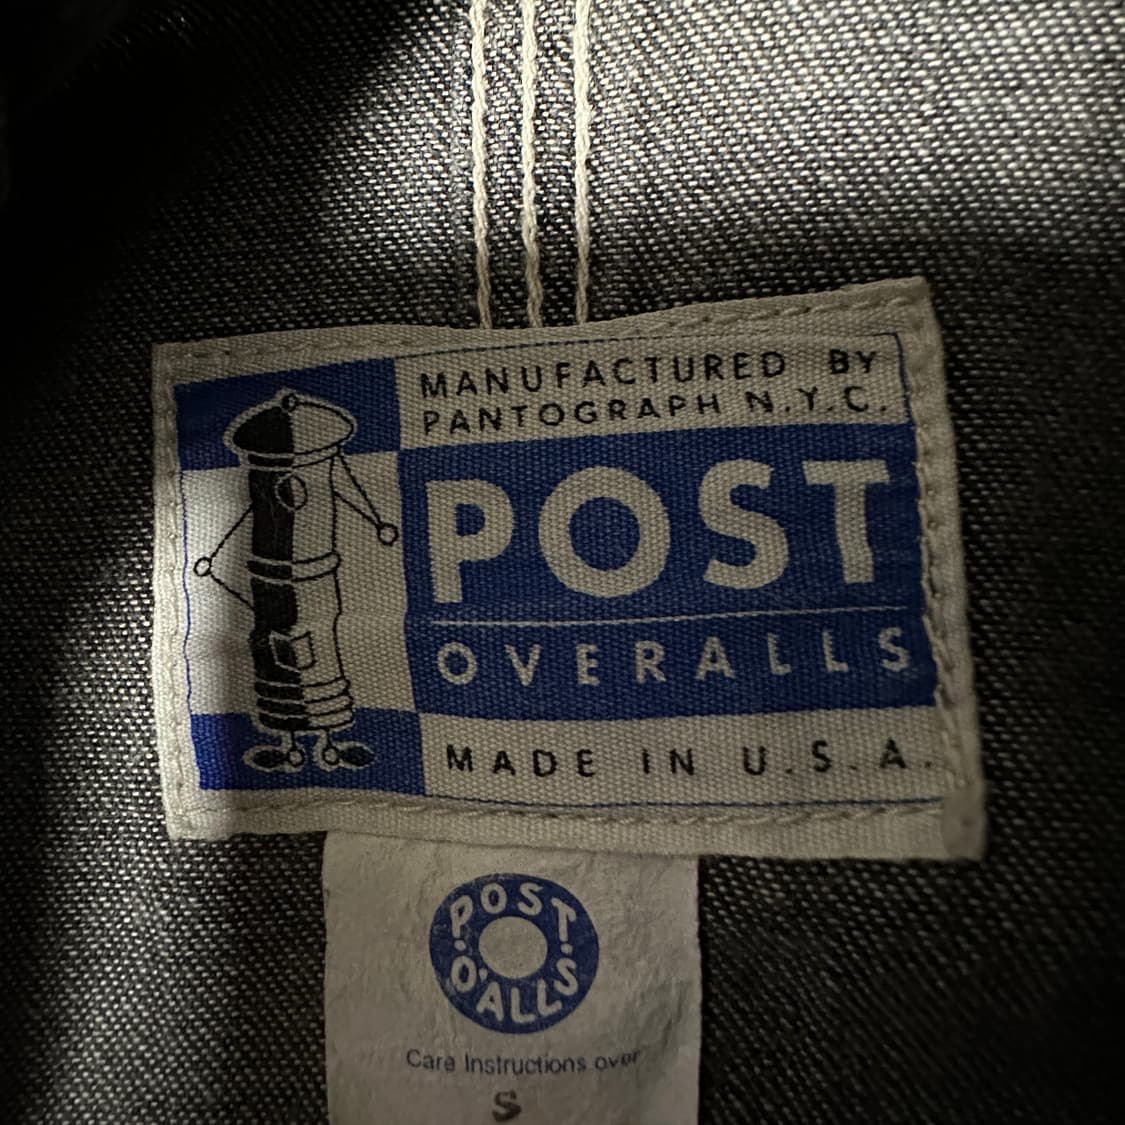 MANUFACTURED BY
PANTOGRAPH N.Y.C.
POST
OVERALLS
MADE IN U.S.A.
POST
O'ALLS
Care Instructions over
S